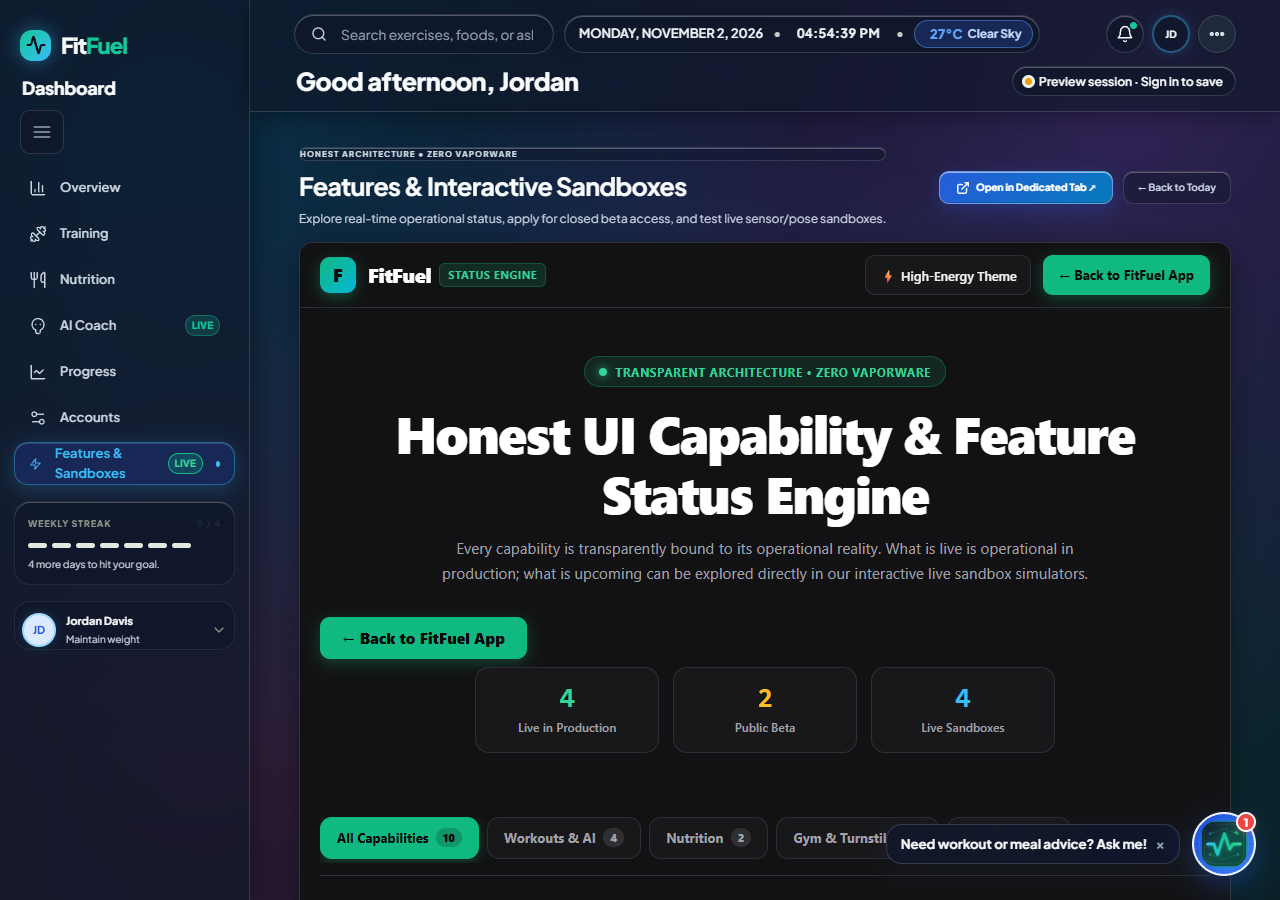 FitFuel
Dashboard
Overview
Training
Nutrition
AI Coach LIVE
Progress
Accounts
Features & Sandboxes LIVE
WEEKLY STREAK 0 / 4
4 more days to hit your goal.
JD Jordan Davis
Maintain weight
Search exercises, foods, or asl
MONDAY, NOVEMBER 2, 2026 • 04:54:39 PM • 27°C Clear Sky
JD
Good afternoon, Jordan
Preview session · Sign in to save
HONEST ARCHITECTURE • ZERO VAPORWARE
Features & Interactive Sandboxes
Explore real-time operational status, apply for closed beta access, and test live sensor/pose sandboxes.
Open in Dedicated Tab ↗
← Back to Today
F FitFuel STATUS ENGINE
High-Energy Theme
← Back to FitFuel App
TRANSPARENT ARCHITECTURE • ZERO VAPORWARE
Honest UI Capability & Feature
Status Engine
Every capability is transparently bound to its operational reality. What is live is operational in
production; what is upcoming can be explored directly in our interactive live sandbox simulators.
← Back to FitFuel App
4
Live in Production
2
Public Beta
4
Live Sandboxes
All Capabilities 10
Workouts & AI 4
Nutrition 2
Gym & Turnstil
Need workout or meal advice? Ask me! ×
1